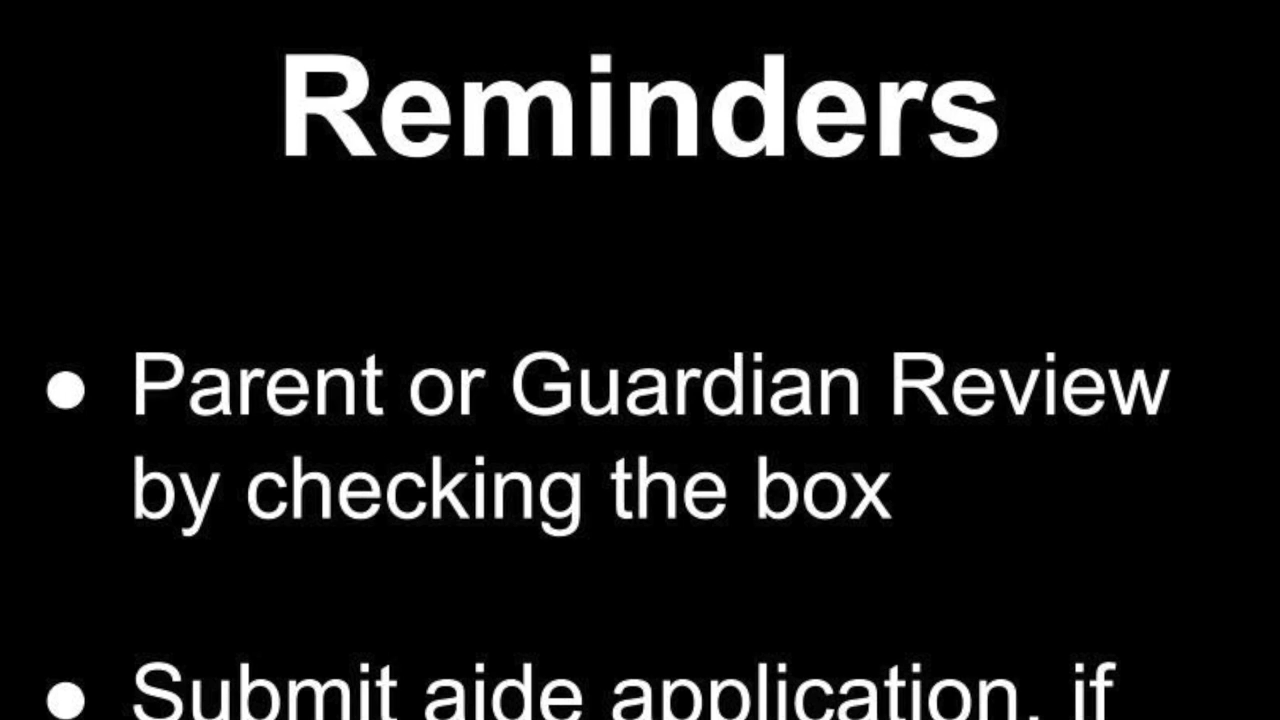 Reminders
● Parent or Guardian Review
by checking the box
● Submit aide application, if